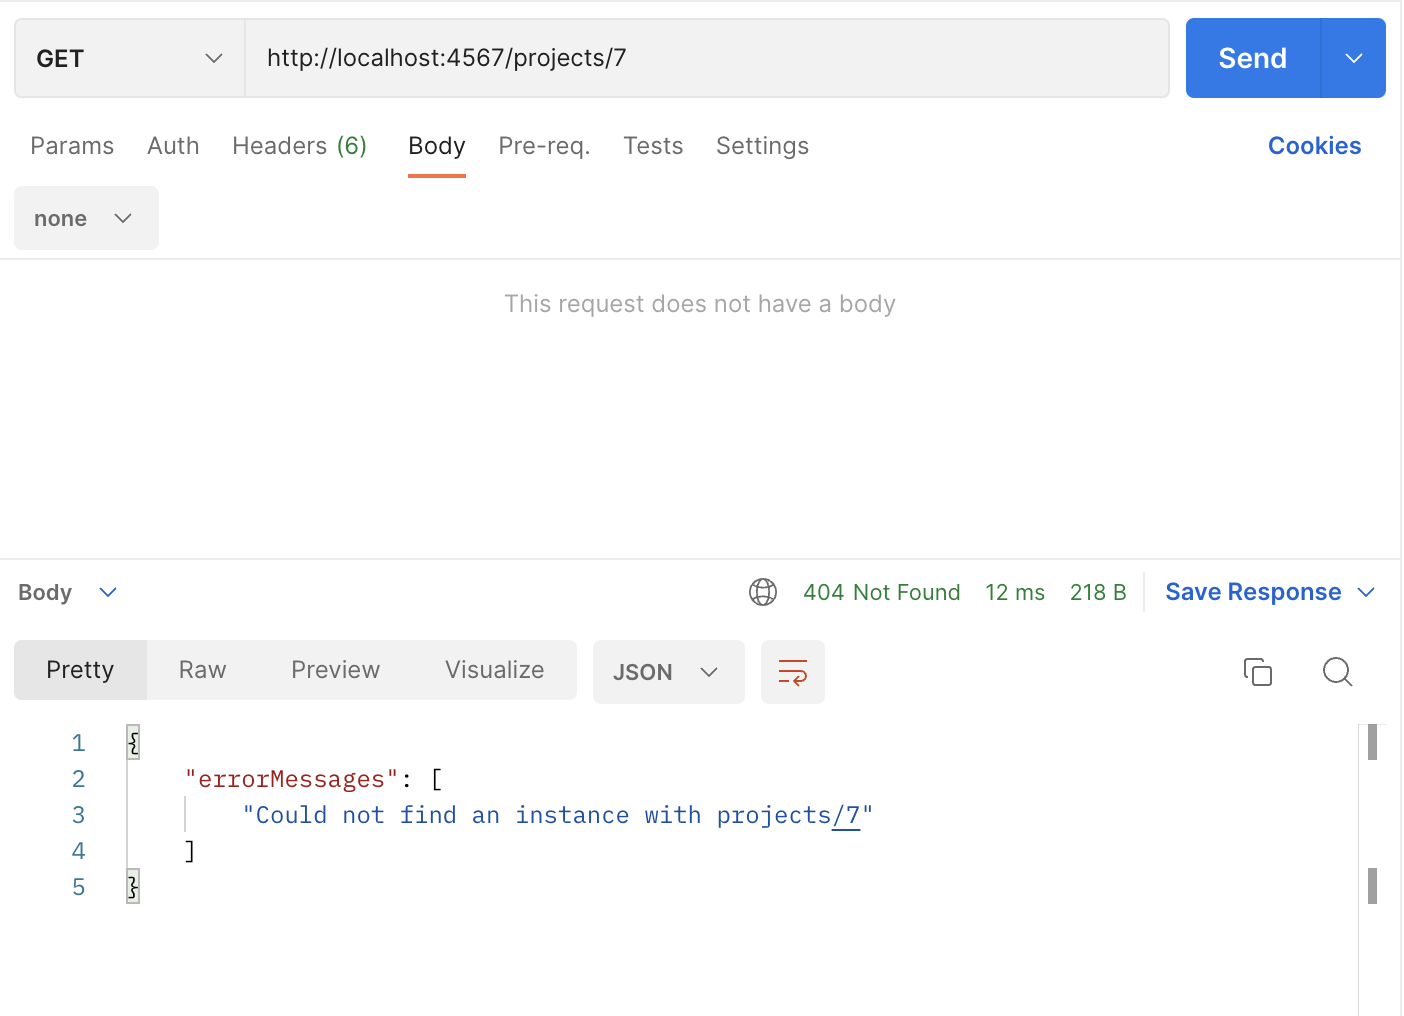 GET http://localhost:4567/projects/7 Send
Params Auth Headers (6) Body Pre-req. Tests Settings Cookies
none
This request does not have a body
Body 404 Not Found 12 ms 218 B Save Response
Pretty Raw Preview Visualize JSON
1 {
2 "errorMessages": [
3 "Could not find an instance with projects/7"
4 ]
5 }